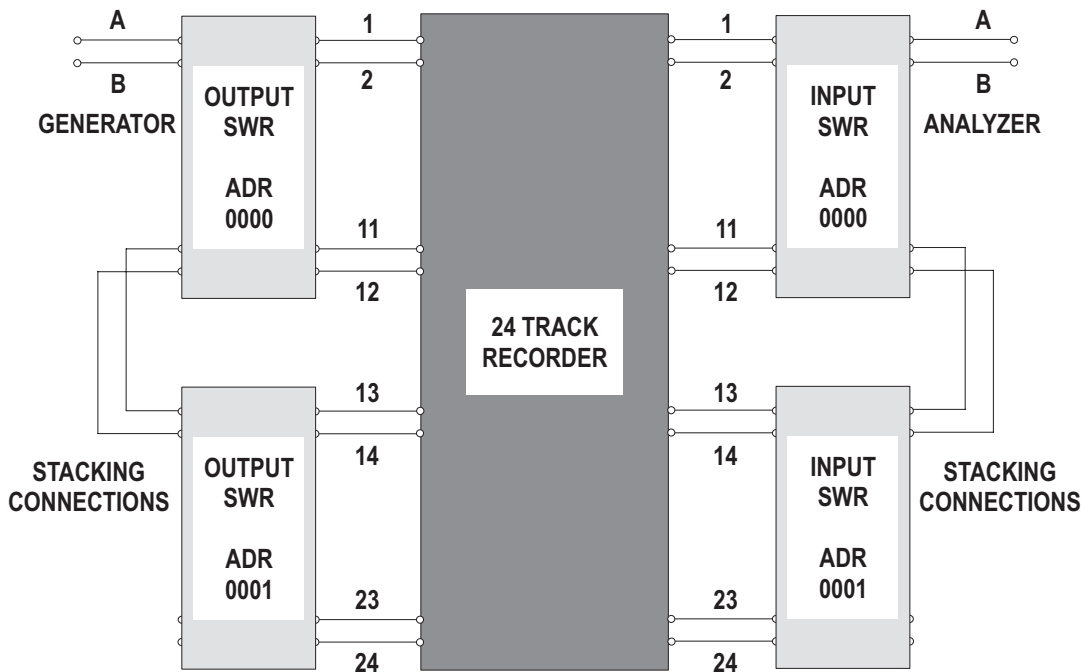 A
B
GENERATOR
OUTPUT
SWR
ADR
0000
1
2
11
12
24 TRACK
RECORDER
1
2
11
12
INPUT
SWR
ADR
0000
A
B
ANALYZER
STACKING
CONNECTIONS
OUTPUT
SWR
ADR
0001
13
14
23
24
13
14
23
24
INPUT
SWR
ADR
0001
STACKING
CONNECTIONS